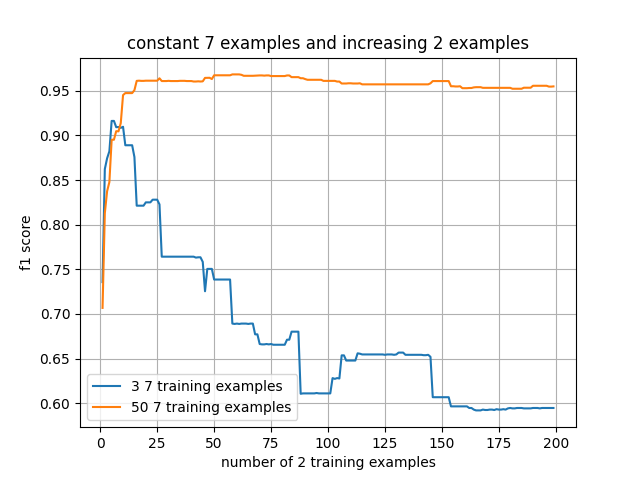 constant 7 examples and increasing 2 examples
f1 score
0.95
0.90
0.85
0.80
0.75
0.70
0.65
0.60
3 7 training examples
50 7 training examples
0 25 50 75 100 125 150 175 200
number of 2 training examples